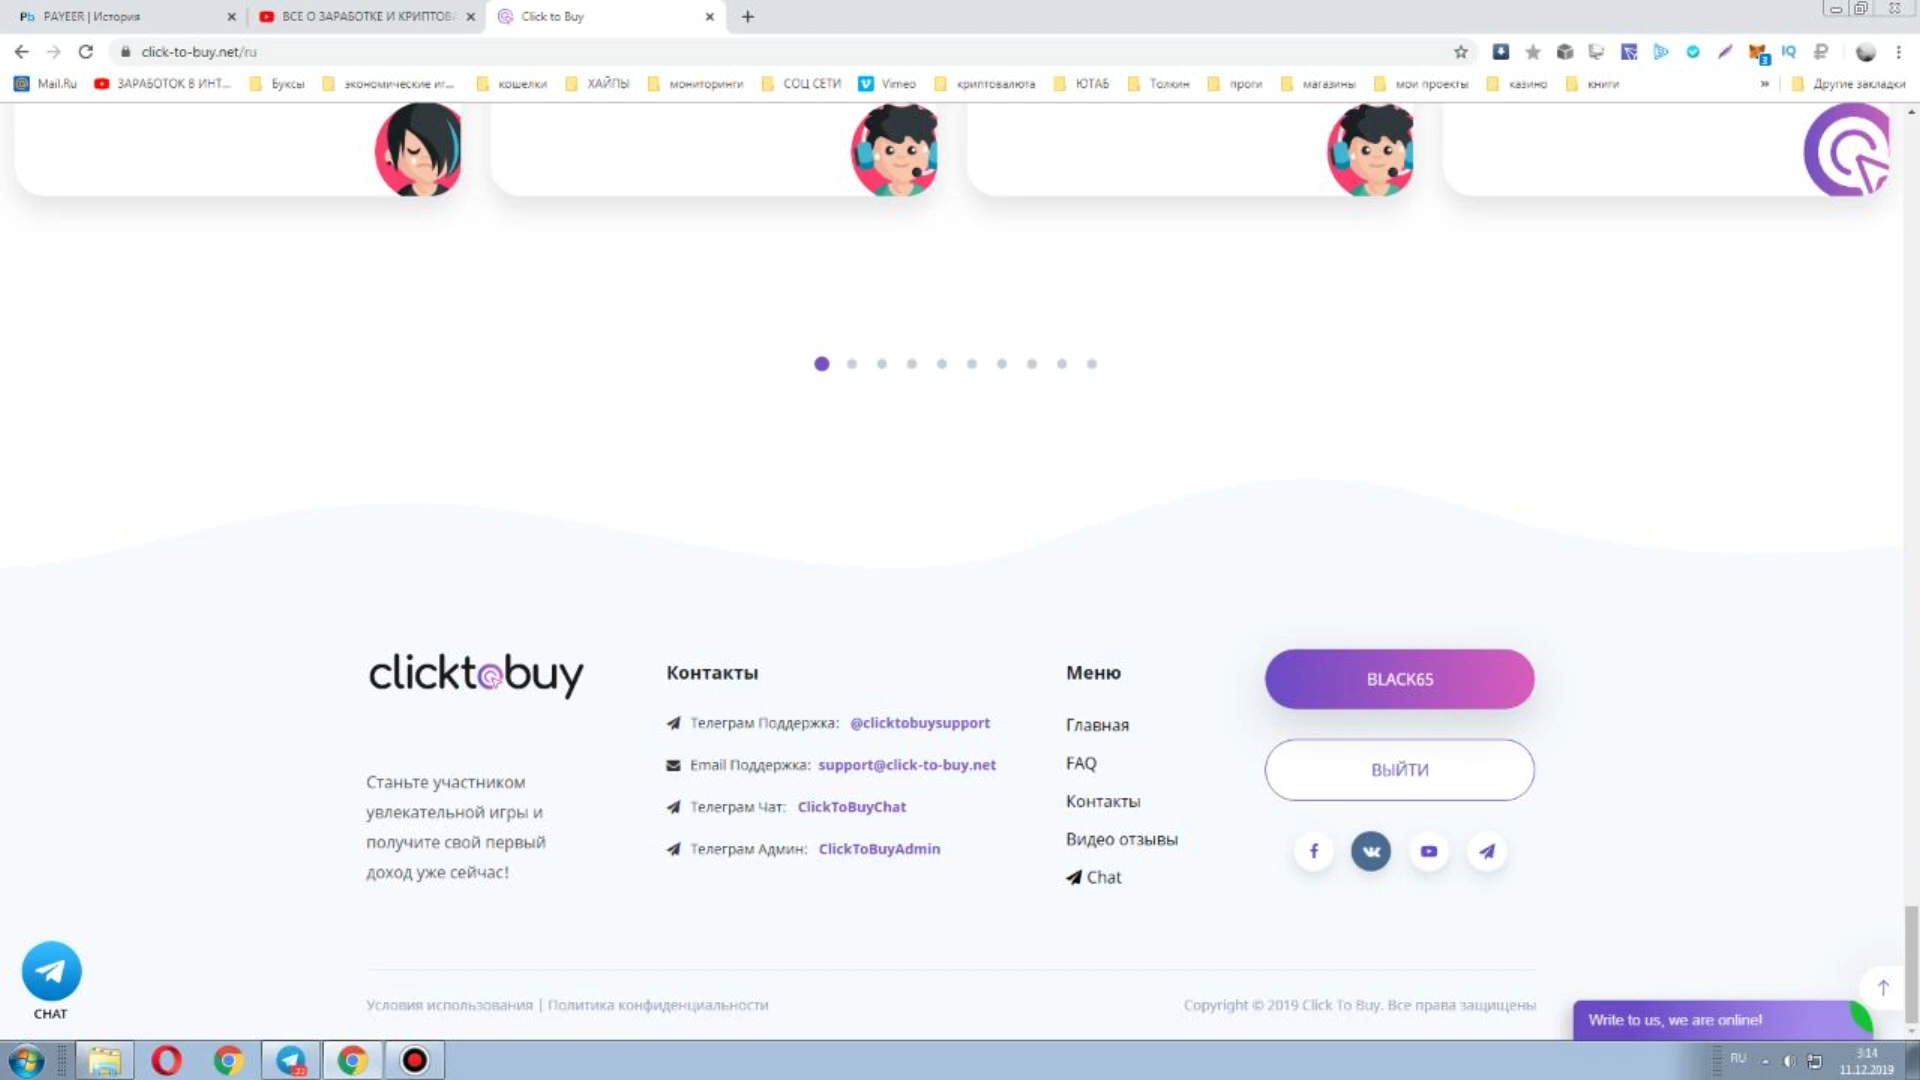 PAYEER | История
ВСЕ О ЗАРАБОТКЕ И КРИПТОВА
Click to Buy
click-to-buy.net/ru
Mail.Ru
ЗАРАБОТОК В ИНТ...
Буксы
экономические иг...
кошелки
ХАЙПЫ
мониторинги
СОЦ СЕТИ
Vimeo
криптовалюта
ЮТАБ
Толкин
проги
магазины
мои проекты
казино
книги
»
Другие закладки
clicktobuy
Станьте участником
увлекательной игры и
получите свой первый
доход уже сейчас!
Контакты
Телеграм Поддержка: @clicktobuysupport
Email Поддержка: support@click-to-buy.net
Телеграм Чат: ClickToBuyChat
Телеграм Админ: ClickToBuyAdmin
Меню
Главная
FAQ
Контакты
Видео отзывы
Chat
BLACK65
ВЫЙТИ
CHAT
Условия использования | Политика конфиденциальности
Copyright © 2019 Click To Buy. Все права защищены
Write to us, we are online!
RU
3:14
11.12.2019